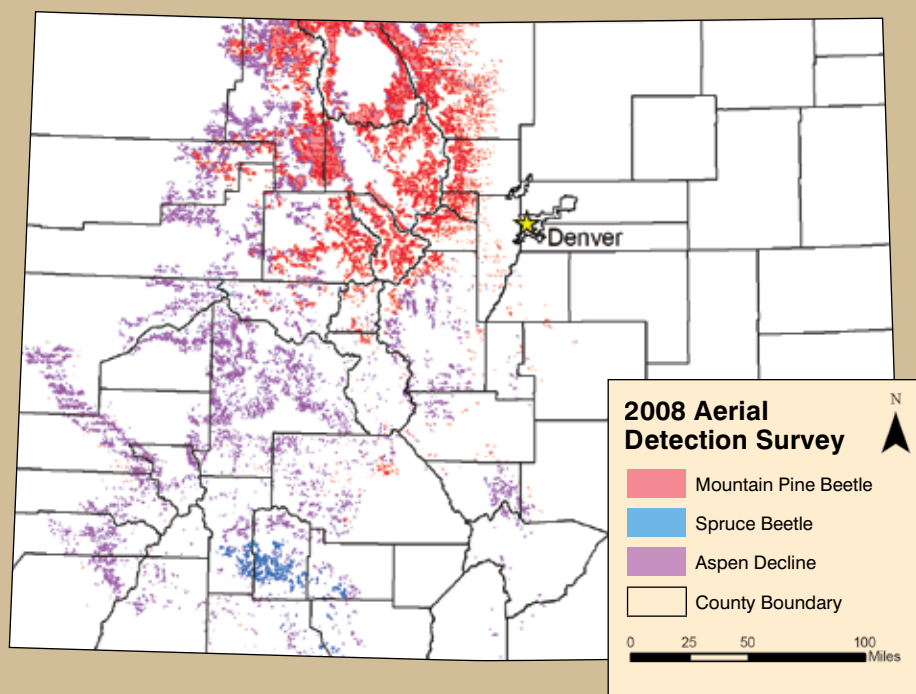 Denver
2008 Aerial
Detection Survey
N
Mountain Pine Beetle
Spruce Beetle
Aspen Decline
County Boundary
0 25 50 100
Miles